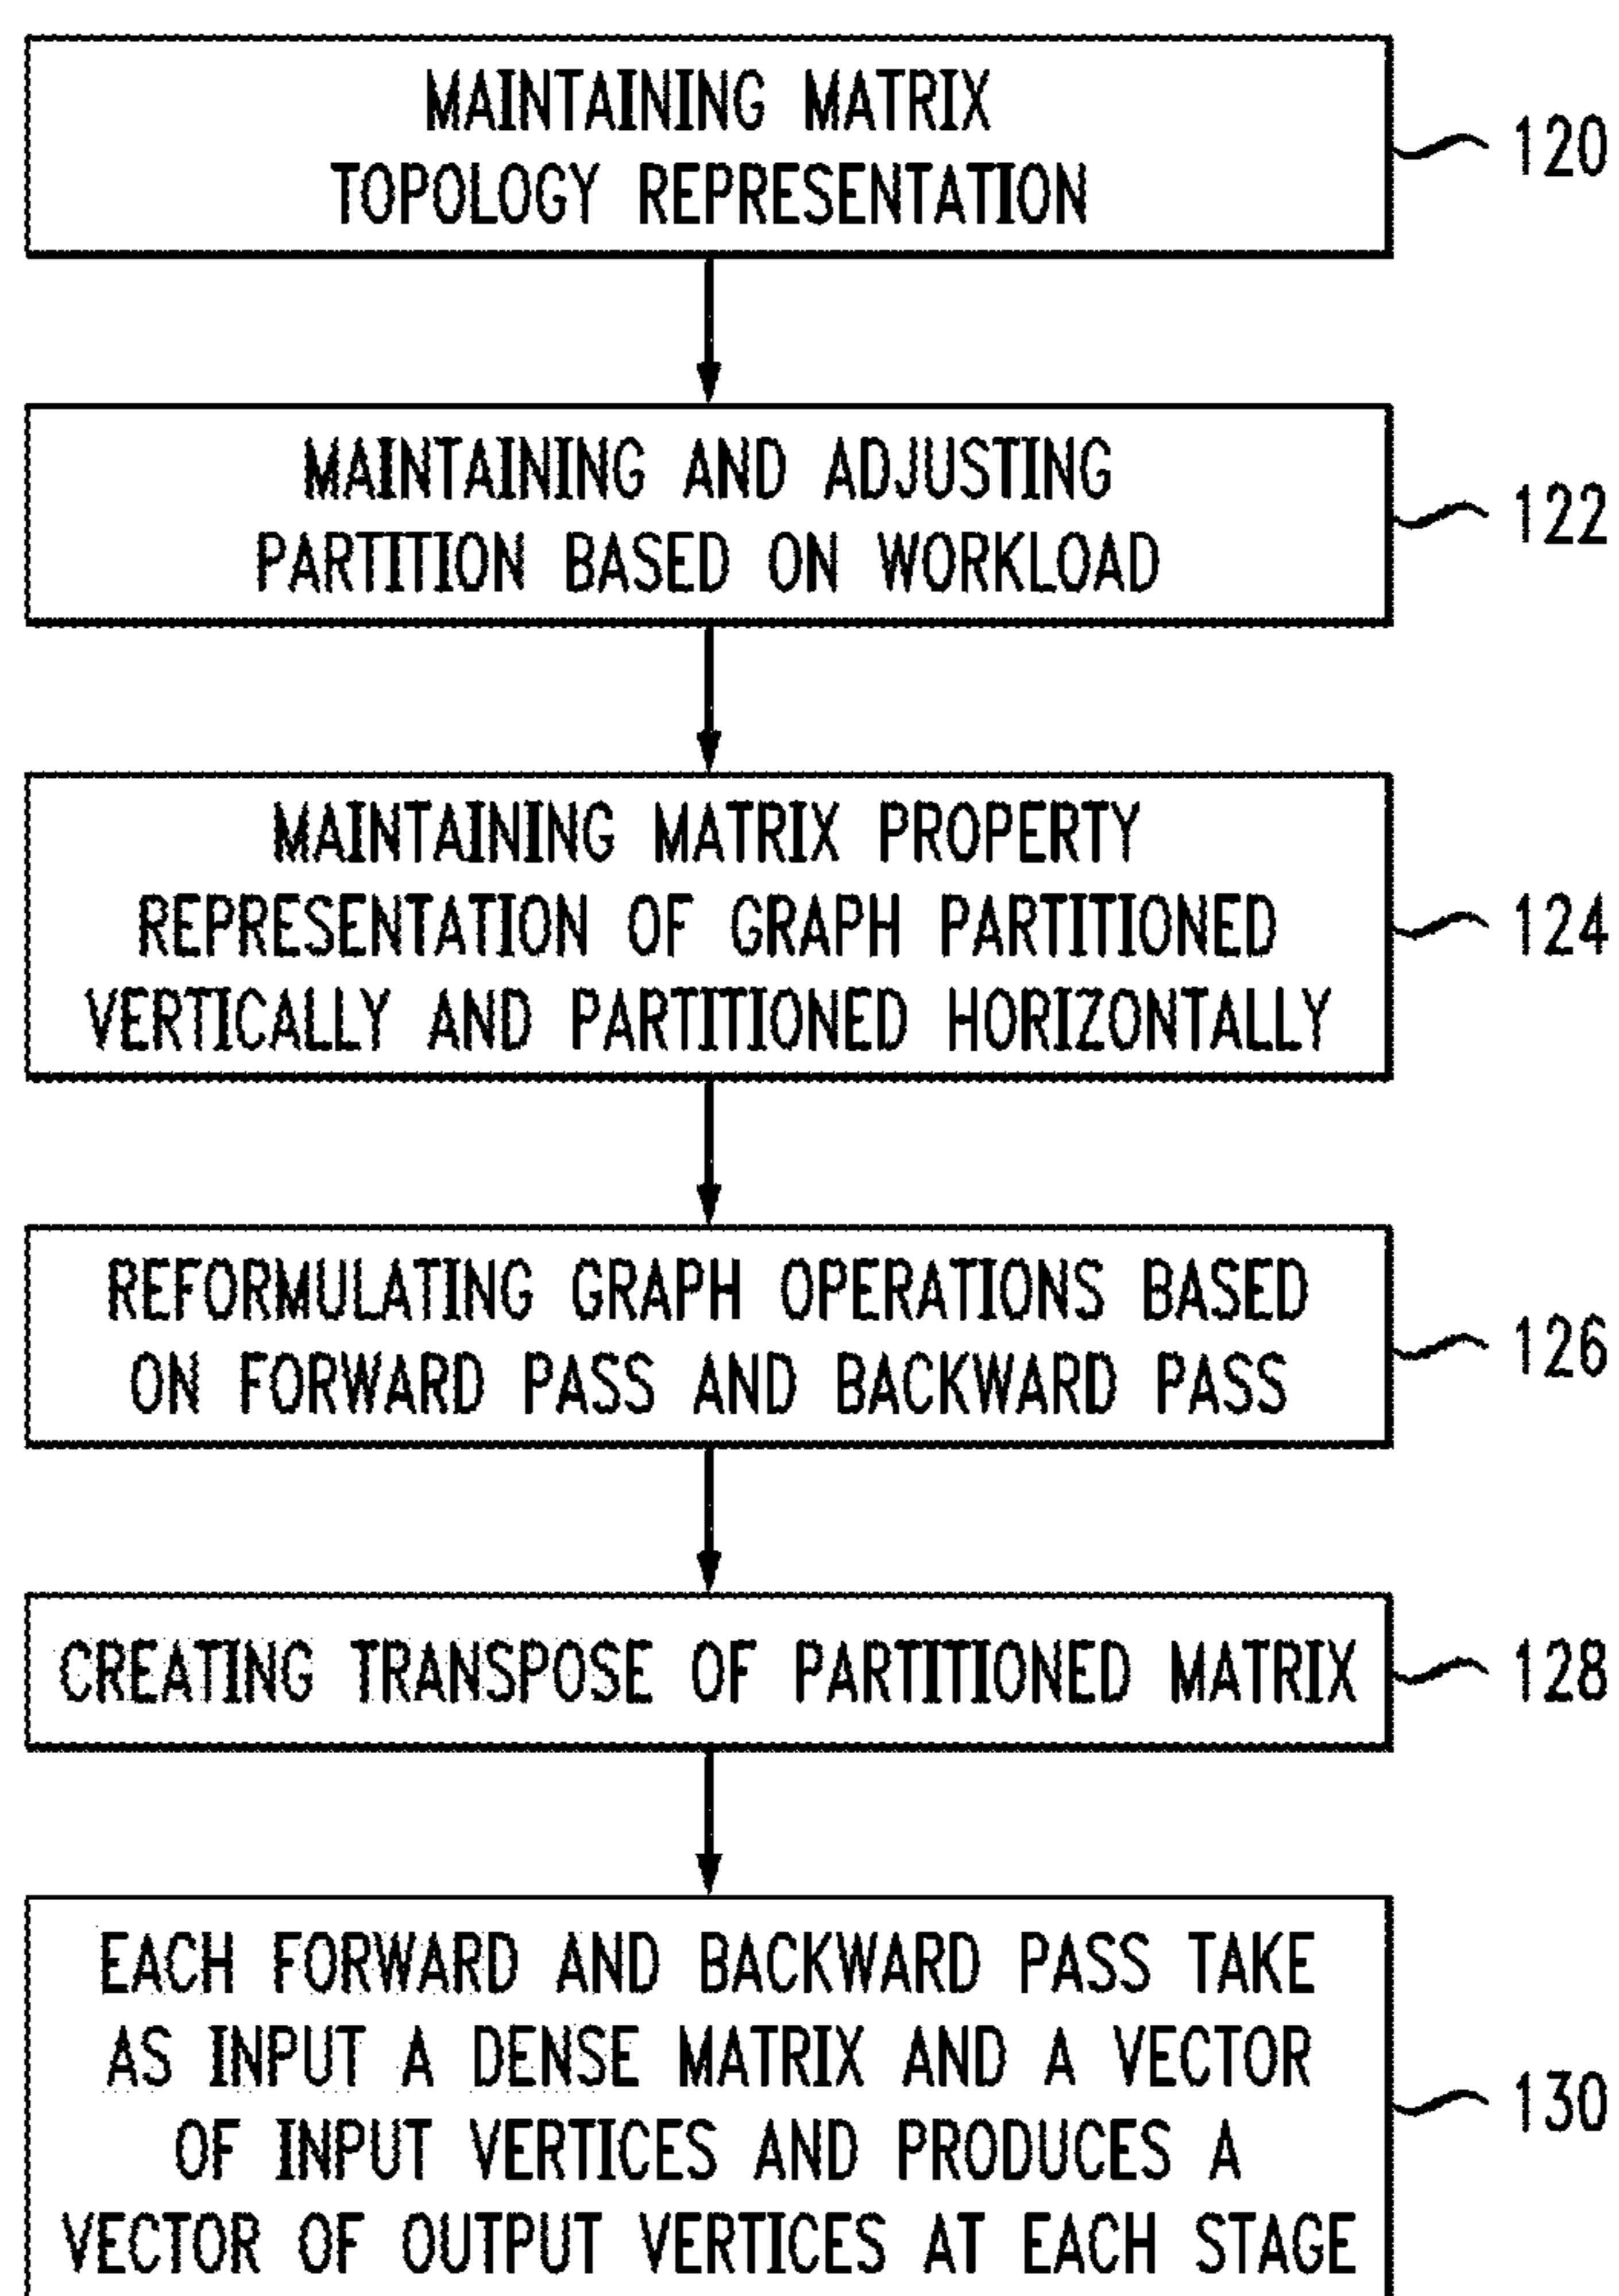 MAINTAINING MATRIX
TOPOLOGY REPRESENTATION
120
MAINTAINING AND ADJUSTING
PARTITION BASED ON WORKLOAD
122
MAINTAINING MATRIX PROPERTY
REPRESENTATION OF GRAPH PARTITIONED
VERTICALLY AND PARTITIONED HORIZONTALLY
124
REFORMULATING GRAPH OPERATIONS BASED
ON FORWARD PASS AND BACKWARD PASS
126
CREATING TRANSPOSE OF PARTITIONED MATRIX
128
EACH FORWARD AND BACKWARD PASS TAKE
AS INPUT A DENSE MATRIX AND A VECTOR
OF INPUT VERTICES AND PRODUCES A
VECTOR OF OUTPUT VERTICES AT EACH STAGE
130